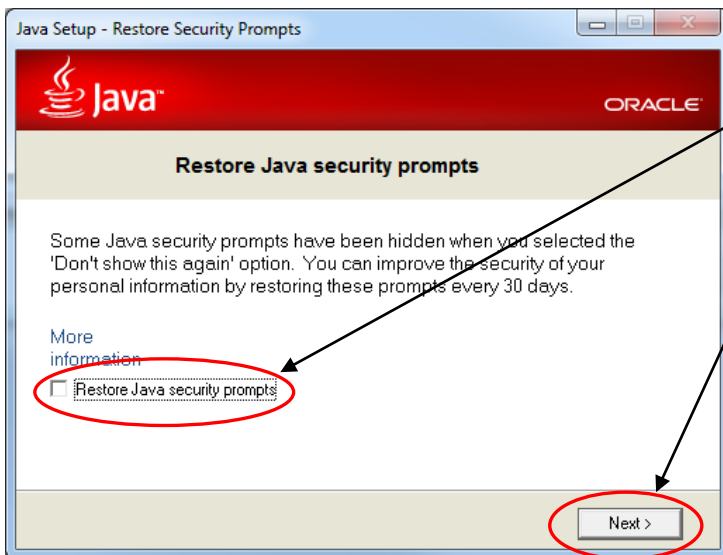 Java Setup - Restore Security Prompts
Java™
ORACLE®
Restore Java security prompts
Some Java security prompts have been hidden when you selected the
'Don't show this again' option. You can improve the security of your
personal information by restoring these prompts every 30 days.
More
information
Restore Java security prompts
Next >